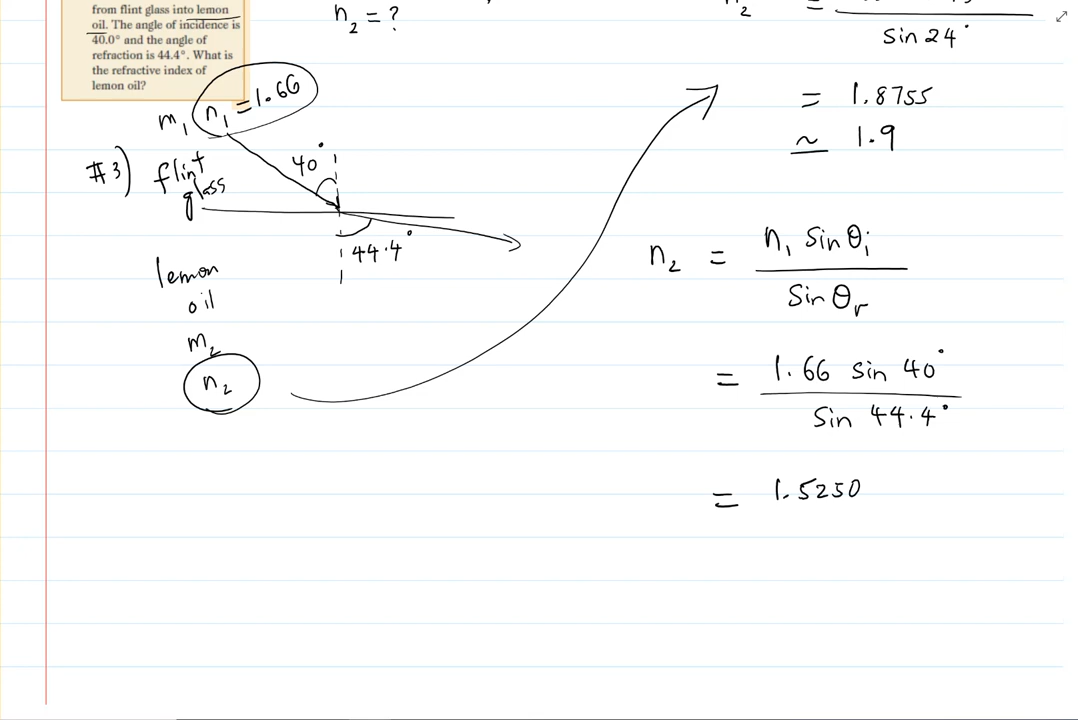 from flint glass into lemon
oil. The angle of incidence is
40.0° and the angle of
refraction is 44.4°. What is
the refractive index of
lemon oil?
n₂ = ?
n₂ =
sin 24°
= 1.8755
≃ 1.9
m₁ n₁ = 1.66
#3) flint
glass
40°
44.4°
lemon
oil
m₂
n₂
n₂ = n₁ sin θᵢ
sin θᵣ
= 1.66 sin 40°
sin 44.4°
= 1.5250